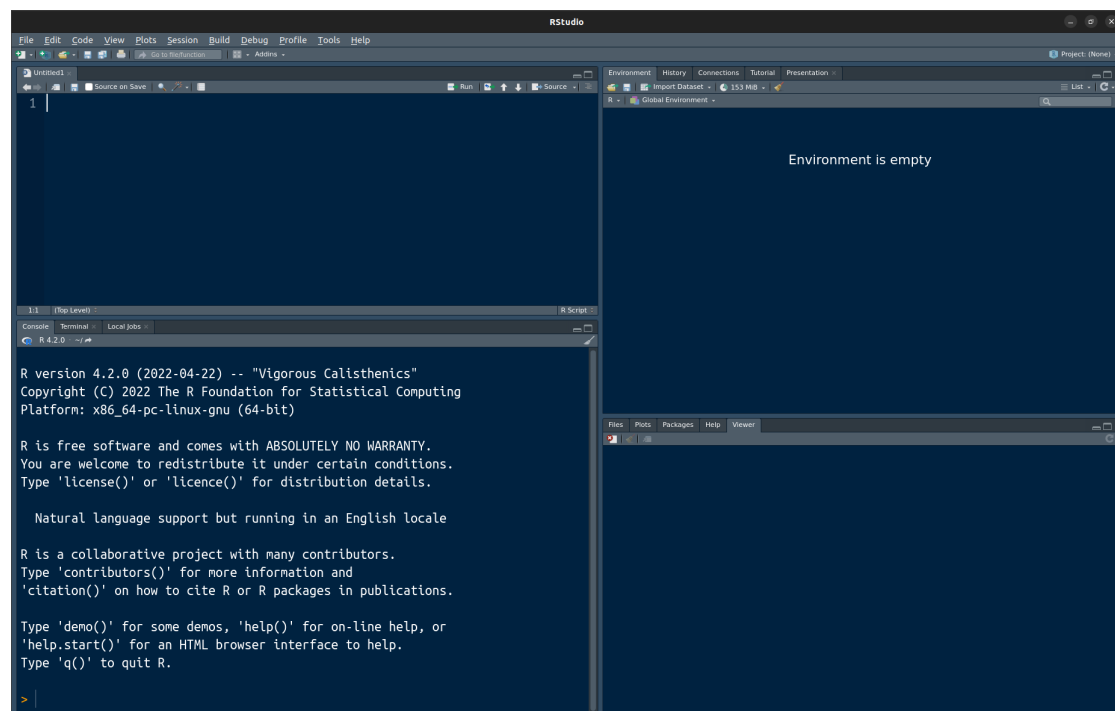 RStudio
File Edit Code View Plots Session Build Debug Profile Tools Help
Go to file/function Addins Project: (None)
Untitled1
Source on Save Run Source
1
1:1 (Top Level) R Script
Console Terminal Local Jobs
R 4.2.0 · ~/
R version 4.2.0 (2022-04-22) -- "Vigorous Calisthenics"
Copyright (C) 2022 The R Foundation for Statistical Computing
Platform: x86_64-pc-linux-gnu (64-bit)
R is free software and comes with ABSOLUTELY NO WARRANTY.
You are welcome to redistribute it under certain conditions.
Type 'license()' or 'licence()' for distribution details.
Natural language support but running in an English locale
R is a collaborative project with many contributors.
Type 'contributors()' for more information and
'citation()' on how to cite R or R packages in publications.
Type 'demo()' for some demos, 'help()' for on-line help, or
'help.start()' for an HTML browser interface to help.
Type 'q()' to quit R.
>
Environment History Connections Tutorial Presentation
Import Dataset 153 MiB List
R Global Environment
Environment is empty
Files Plots Packages Help Viewer